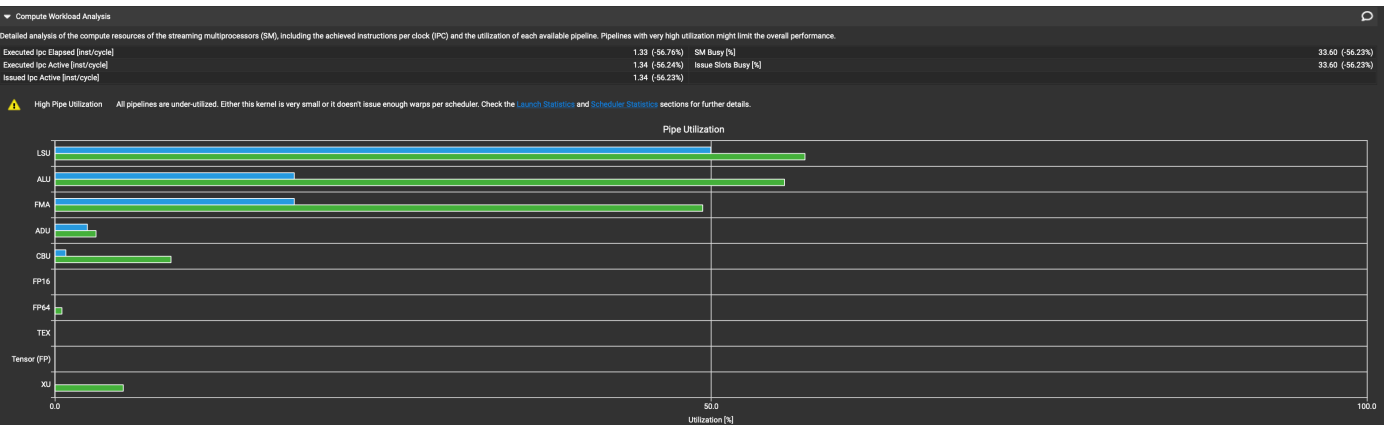 Compute Workload Analysis
Detailed analysis of the compute resources of the streaming multiprocessors (SM), including the achieved instructions per clock (IPC) and the utilization of each available pipeline. Pipelines with very high utilization might limit the overall performance.
Executed Ipc Elapsed [inst/cycle] 1.33 (-56.76%) SM Busy [%] 33.60 (-56.23%)
Executed Ipc Active [inst/cycle] 1.34 (-56.24%) Issue Slots Busy [%] 33.60 (-56.23%)
Issued Ipc Active [inst/cycle] 1.34 (-56.23%)
High Pipe Utilization All pipelines are under-utilized. Either this kernel is very small or it doesn't issue enough warps per scheduler. Check the Launch Statistics and Scheduler Statistics sections for further details.
Pipe Utilization
LSU
ALU
FMA
ADU
CBU
FP16
FP64
TEX
Tensor (FP)
XU
0.0 50.0 100.0
Utilization [%]